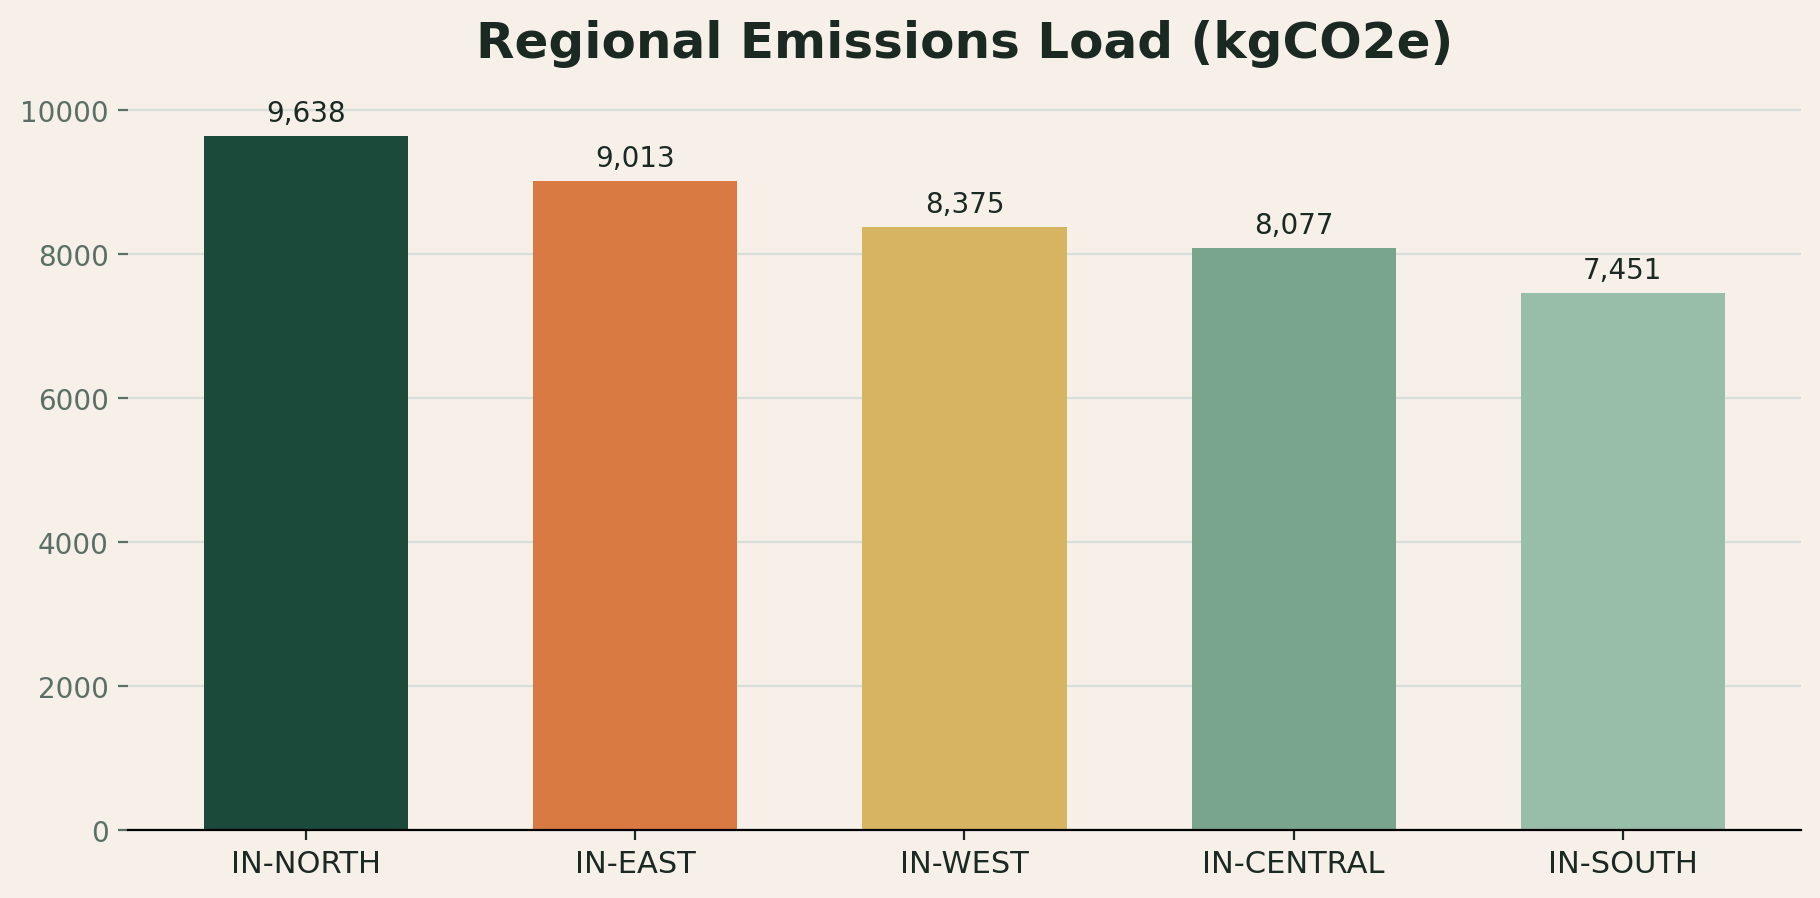 Regional Emissions Load (kgCO2e)
10000
8000
6000
4000
2000
0
9,638
9,013
8,375
8,077
7,451
IN-NORTH
IN-EAST
IN-WEST
IN-CENTRAL
IN-SOUTH